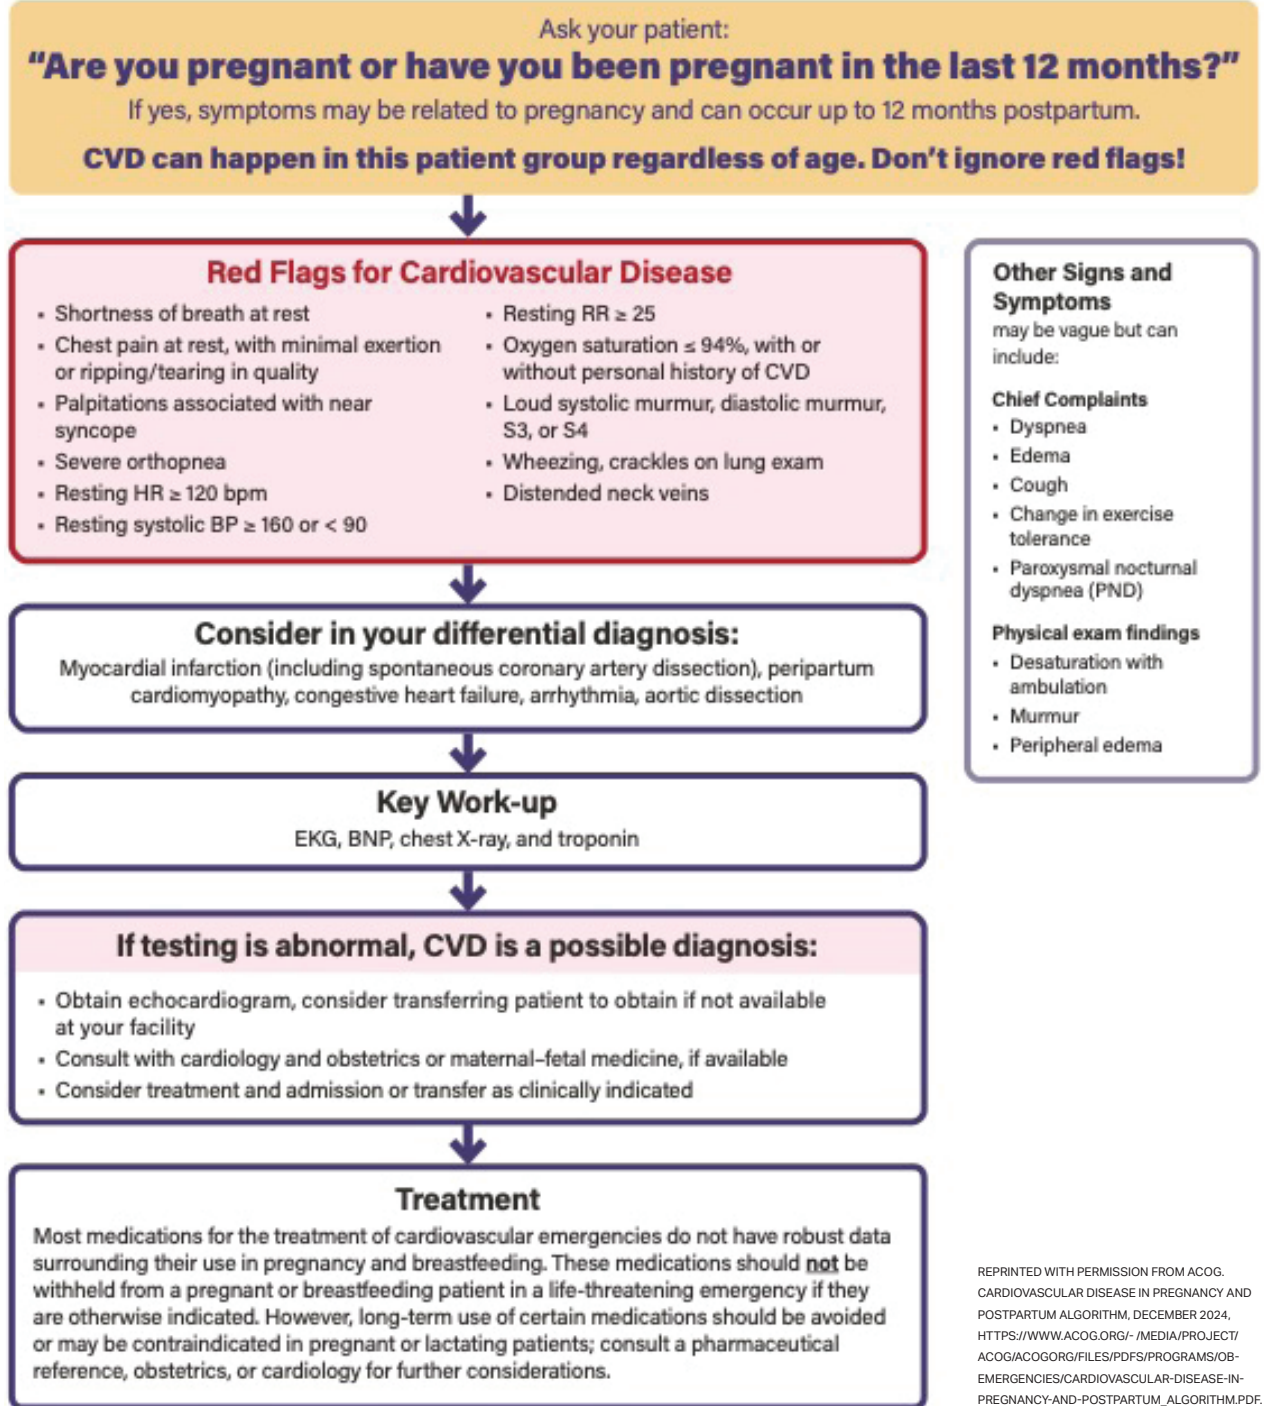 Ask your patient:
“Are you pregnant or have you been pregnant in the last 12 months?”
If yes, symptoms may be related to pregnancy and can occur up to 12 months postpartum.
CVD can happen in this patient group regardless of age. Don’t ignore red flags!
Red Flags for Cardiovascular Disease
▪ Shortness of breath at rest
▪ Chest pain at rest, with minimal exertion
or ripping/tearing in quality
▪ Palpitations associated with near
syncope
▪ Severe orthopnea
▪ Resting HR ≥ 120 bpm
▪ Resting systolic BP ≥ 160 or < 90
▪ Resting RR ≥ 25
▪ Oxygen saturation ≤ 94%, with or
without personal history of CVD
▪ Loud systolic murmur, diastolic murmur,
S3, or S4
▪ Wheezing, crackles on lung exam
▪ Distended neck veins
Other Signs and
Symptoms
may be vague but can
include:
Chief Complaints
▪ Dyspnea
▪ Edema
▪ Cough
▪ Change in exercise
tolerance
▪ Paroxysmal nocturnal
dyspnea (PND)
Physical exam findings
▪ Desaturation with
ambulation
▪ Murmur
▪ Peripheral edema
Consider in your differential diagnosis:
Myocardial infarction (including spontaneous coronary artery dissection), peripartum
cardiomyopathy, congestive heart failure, arrhythmia, aortic dissection
Key Work-up
EKG, BNP, chest X-ray, and troponin
If testing is abnormal, CVD is a possible diagnosis:
▪ Obtain echocardiogram, consider transferring patient to obtain if not available
at your facility
▪ Consult with cardiology and obstetrics or maternal–fetal medicine, if available
▪ Consider treatment and admission or transfer as clinically indicated
Treatment
Most medications for the treatment of cardiovascular emergencies do not have robust data
surrounding their use in pregnancy and breastfeeding. These medications should not be
withheld from a pregnant or breastfeeding patient in a life-threatening emergency if they
are otherwise indicated. However, long-term use of certain medications should be avoided
or may be contraindicated in pregnant or lactating patients; consult a pharmaceutical
reference, obstetrics, or cardiology for further considerations.
REPRINTED WITH PERMISSION FROM ACOG.
CARDIOVASCULAR DISEASE IN PREGNANCY AND
POSTPARTUM ALGORITHM, DECEMBER 2024,
HTTPS://WWW.ACOG.ORG/- /MEDIA/PROJECT/
ACOG/ACOGORG/FILES/PDFS/PROGRAMS/OB-
EMERGENCIES/CARDIOVASCULAR-DISEASE-IN-
PREGNANCY-AND-POSTPARTUM_ALGORITHM.PDF.